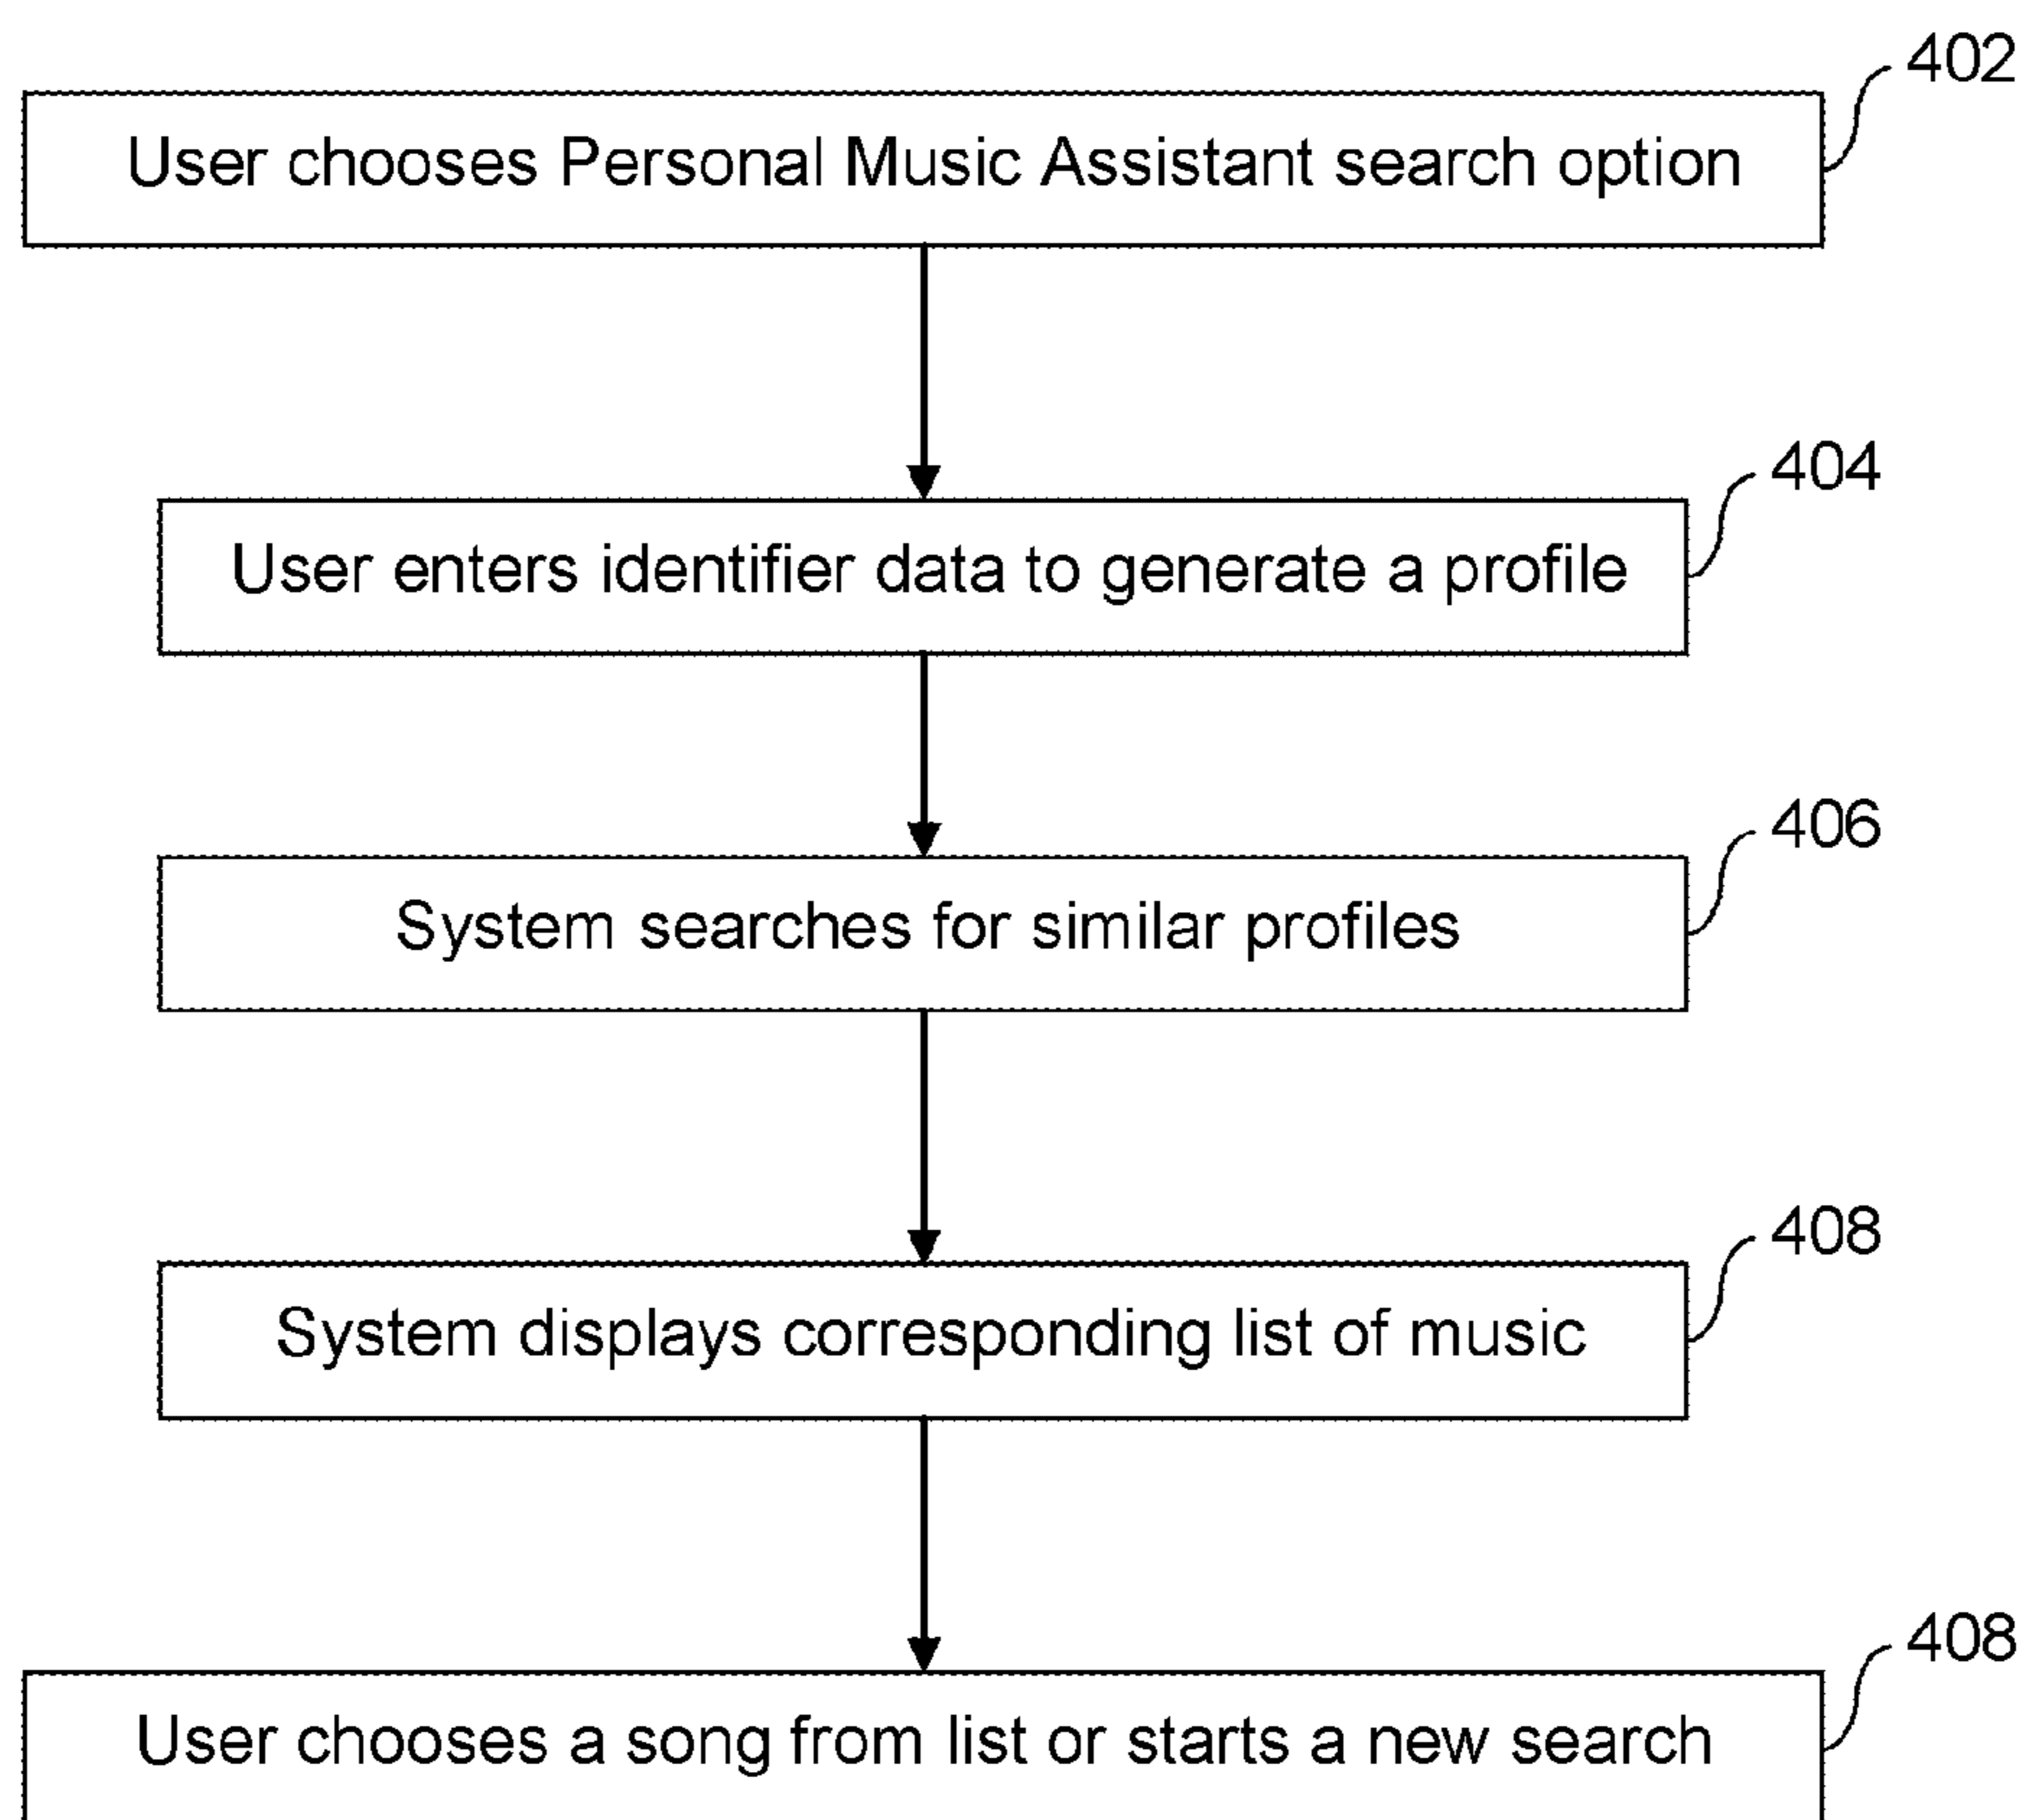 402
User chooses Personal Music Assistant search option
404
User enters identifier data to generate a profile
406
System searches for similar profiles
408
System displays corresponding list of music
408
User chooses a song from list or starts a new search